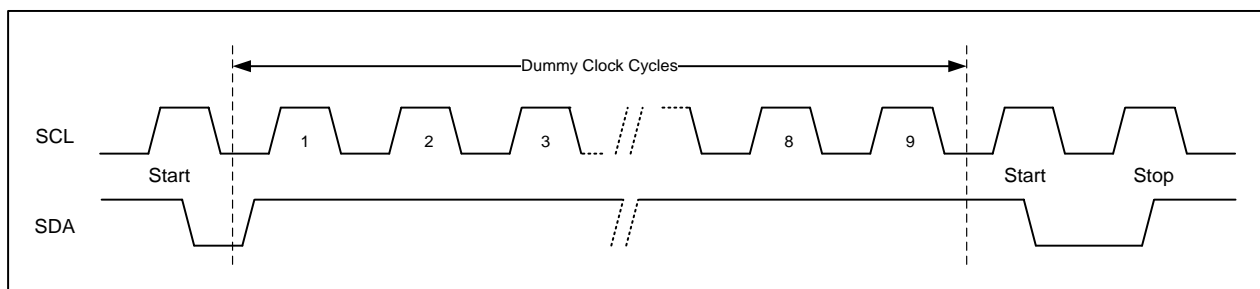 Dummy Clock Cycles
SCL
1 2 3 8 9
Start Start Stop
SDA